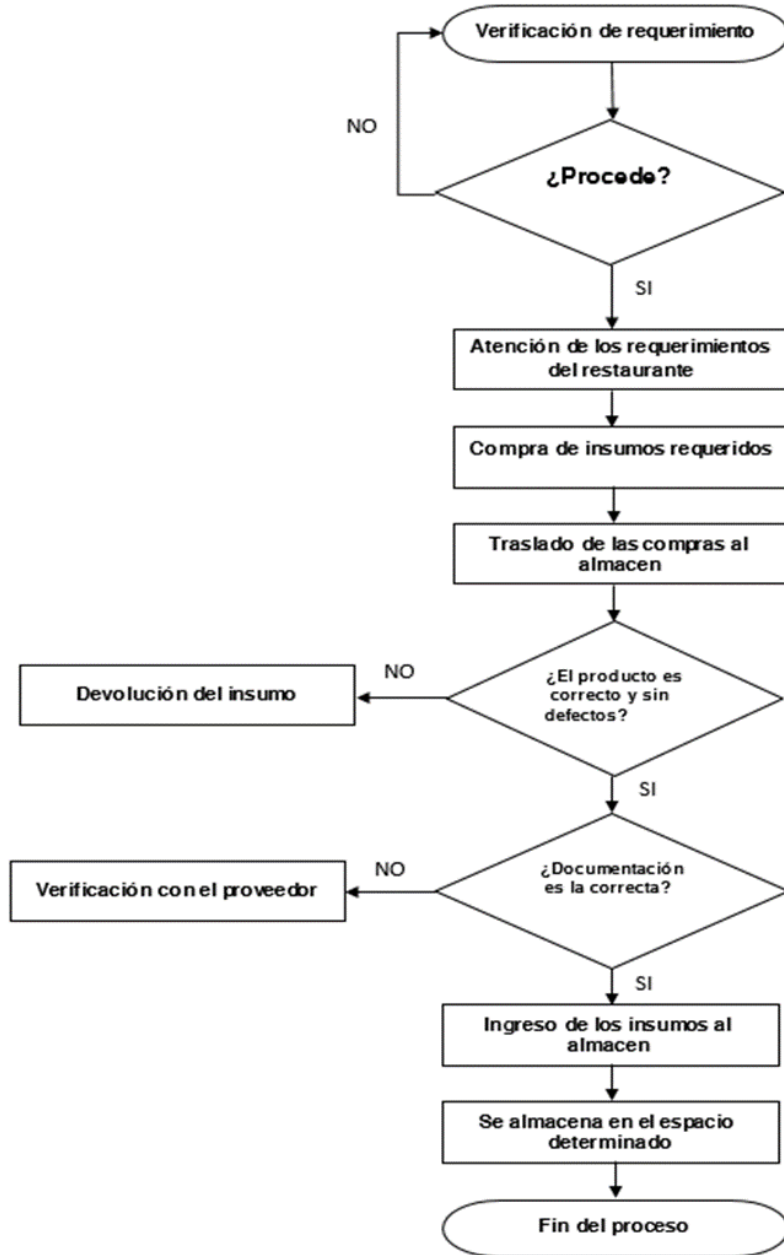 Verificación de requerimiento
NO
¿Procede?
SI
Atención de los requerimientos
del restaurante
Compra de insumos requeridos
Traslado de las compras al
almacen
¿El producto es
correcto y sin
defectos?
NO
Devolución del insumo
SI
¿Documentación
es la correcta?
NO
Verificación con el proveedor
SI
Ingreso de los insumos al
almacen
Se almacena en el espacio
determinado
Fin del proceso